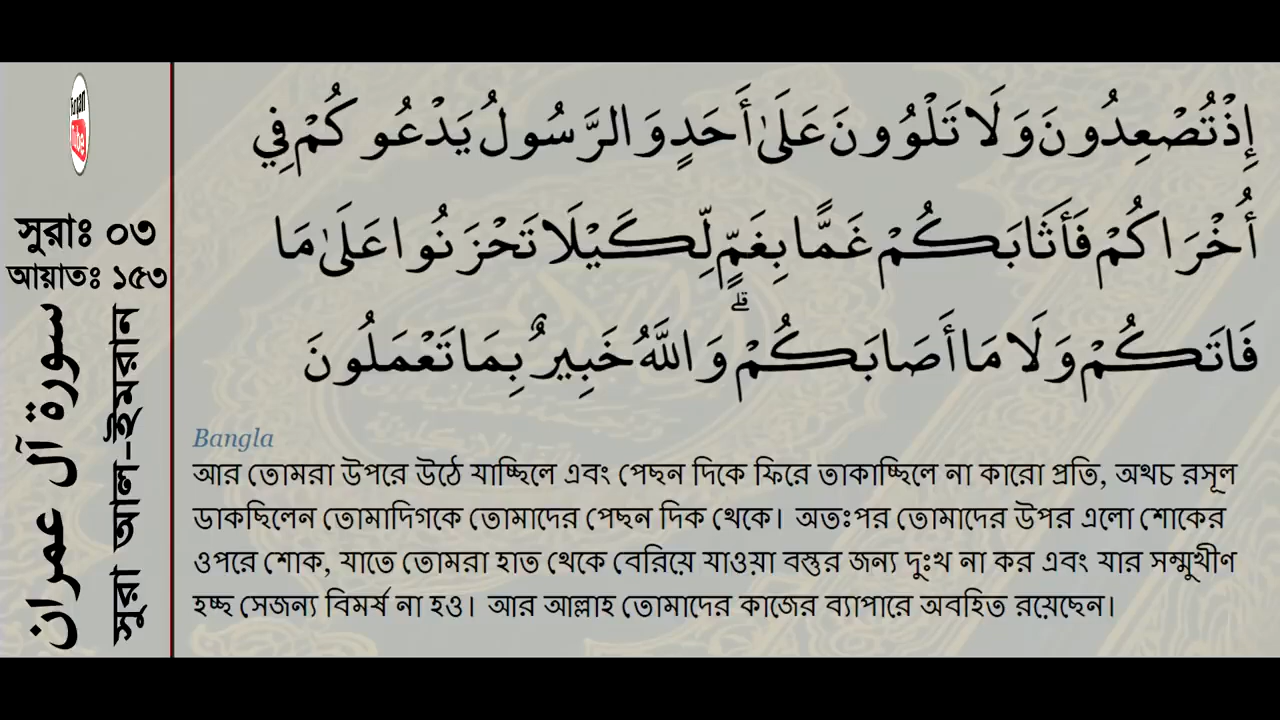 Furqan
Tube
সুরাঃ ০৩
আয়াতঃ ১৫৩
سورة آل عمران
সুরা আল-ইমরান
إِذْ تُصْعِدُونَ وَلَا تَلْوُونَ عَلَىٰ أَحَدٍ وَالرَّسُولُ يَدْعُوكُمْ فِي
أُخْرَاكُمْ فَأَثَابَكُمْ غَمًّا بِغَمٍّ لِّكَيْلَا تَحْزَنُوا عَلَىٰ مَا
فَاتَكُمْ وَلَا مَا أَصَابَكُمْ ۗ وَاللَّهُ خَبِيرٌ بِمَا تَعْمَلُونَ
Bangla
আর তোমরা উপরে উঠে যাচ্ছিলে এবং পেছন দিকে ফিরে তাকাচ্ছিলে না কারো প্রতি, অথচ রসূল
ডাকছিলেন তোমাদিগকে তোমাদের পেছন দিক থেকে। অতঃপর তোমাদের উপর এলো শোকের
ওপরে শোক, যাতে তোমরা হাত থেকে বেরিয়ে যাওয়া বস্তুর জন্য দুঃখ না কর এবং যার সম্মুখীণ
হচ্ছ সেজন্য বিমর্ষ না হও। আর আল্লাহ তোমাদের কাজের ব্যাপারে অবহিত রয়েছেন।